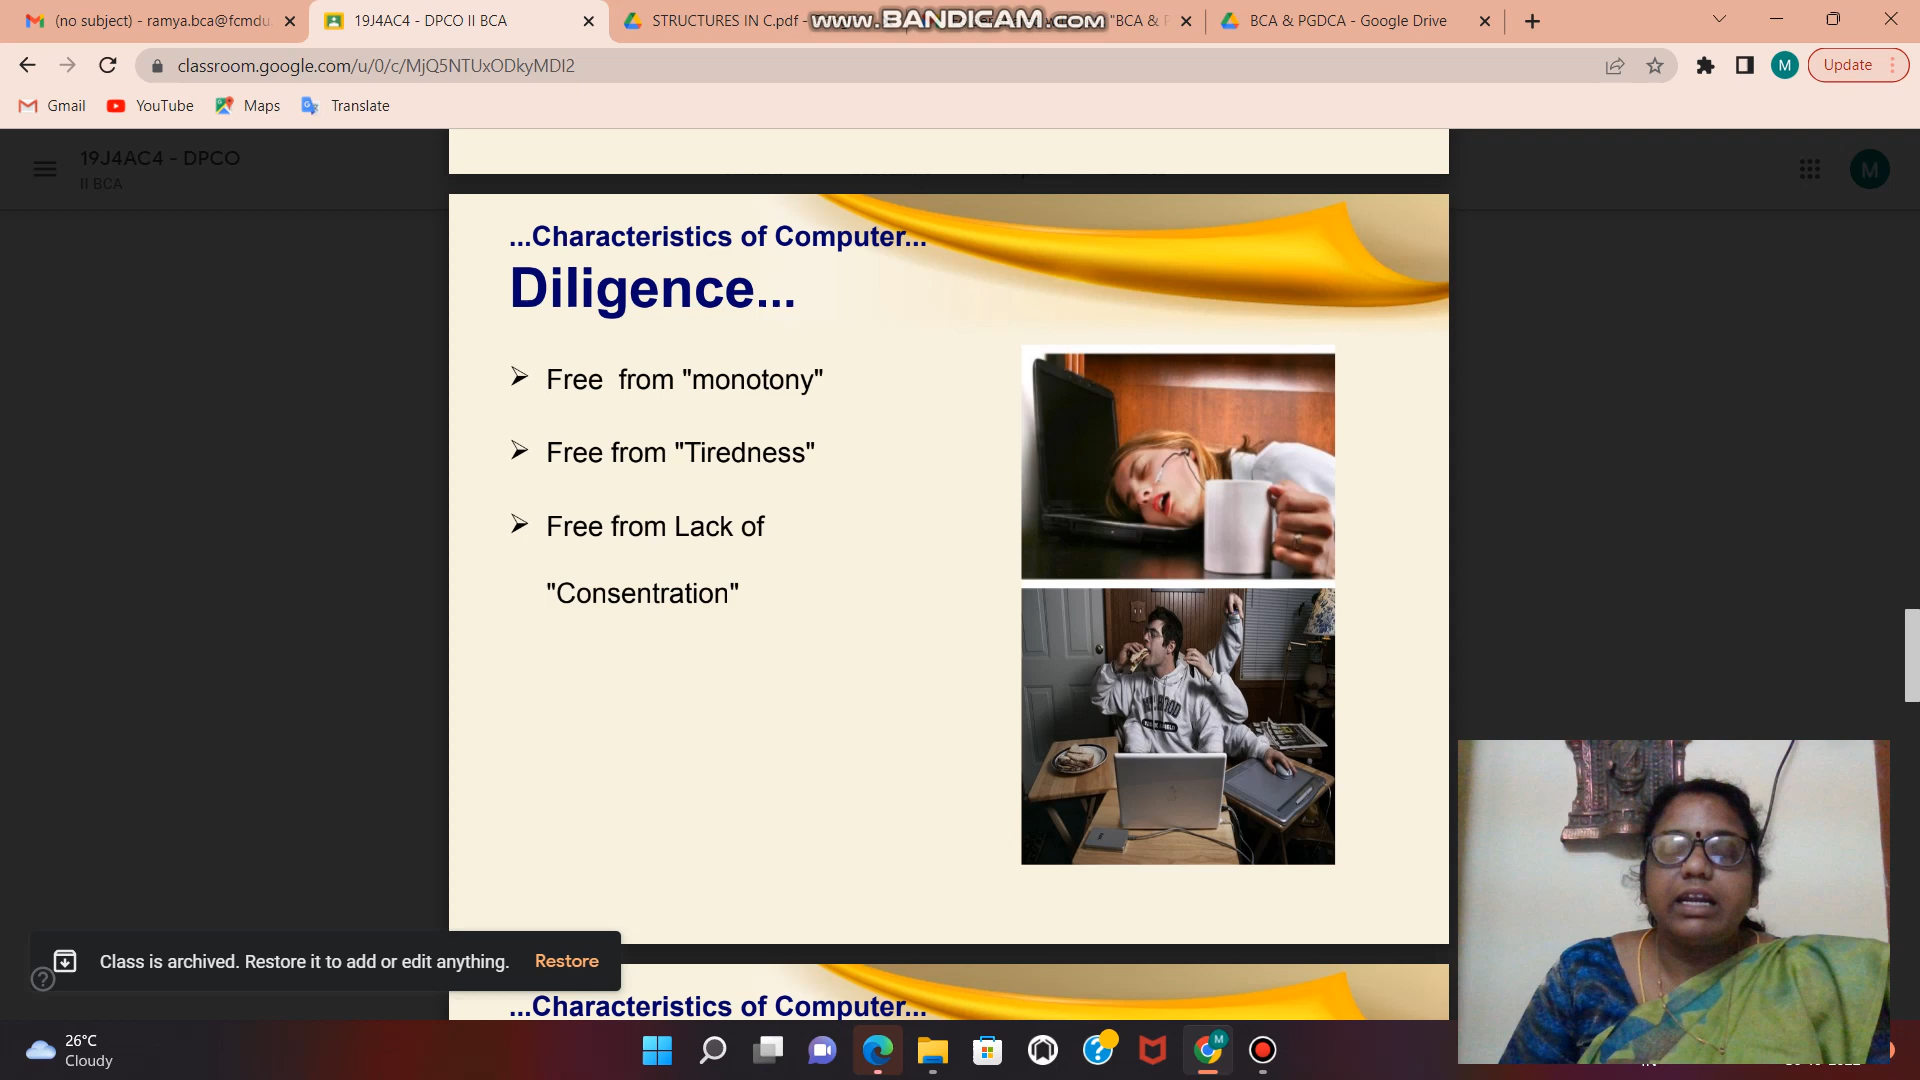 (no subject) - ramya.bca@fcmdu
19J4AC4 - DPCO II BCA
STRUCTURES IN C.pdf -
www.BANDICAM.com
"BCA & P
BCA & PGDCA - Google Drive
classroom.google.com/u/0/c/MjQ5NTUxODkyMDI2
M
Update
Gmail
YouTube
Maps
Translate
19J4AC4 - DPCO
II BCA
M
...Characteristics of Computer...
Diligence...
Free from "monotony"
Free from "Tiredness"
Free from Lack of
"Consentration"
Class is archived. Restore it to add or edit anything.
Restore
...Characteristics of Computer...
26°C
Cloudy